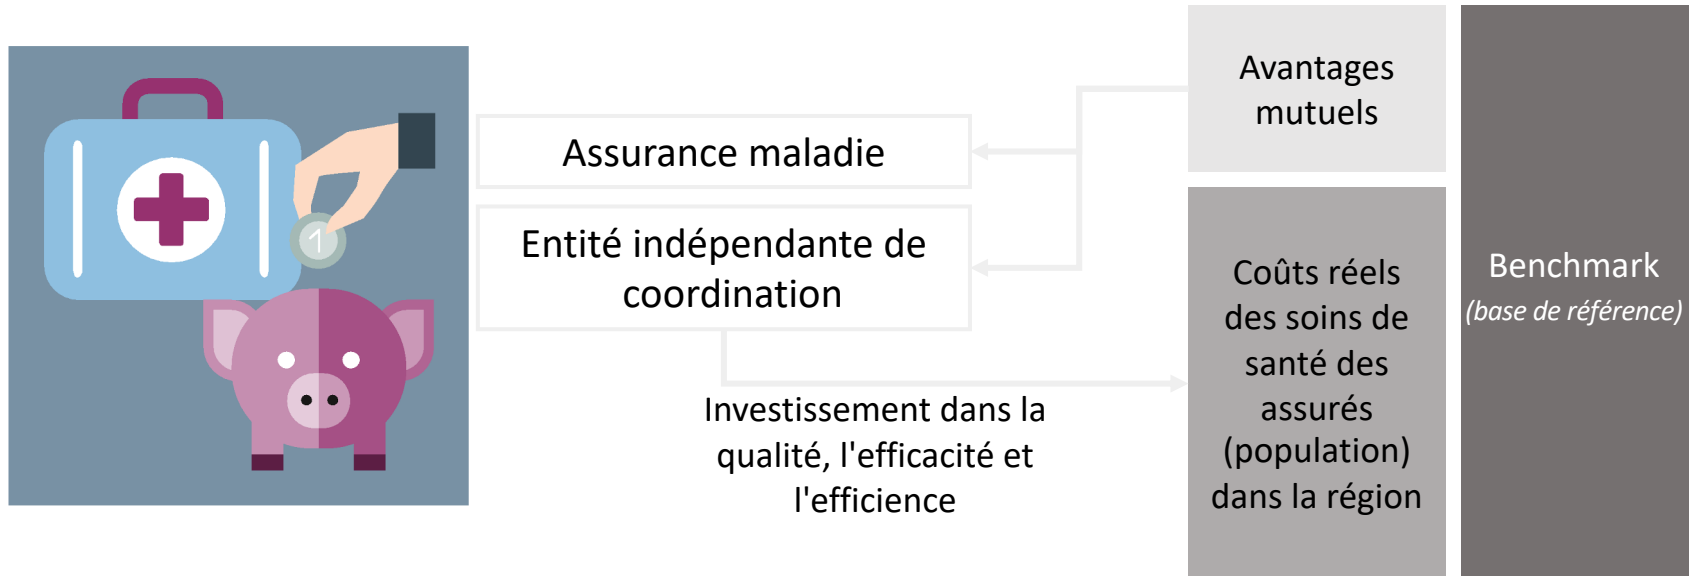 Assurance maladie
Entité indépendante de
coordination
Investissement dans la
qualité, l'efficacité et
l'efficience
Avantages
mutuels
Coûts réels
des soins de
santé des
assurés
(population)
dans la région
Benchmark
(base de référence)
1